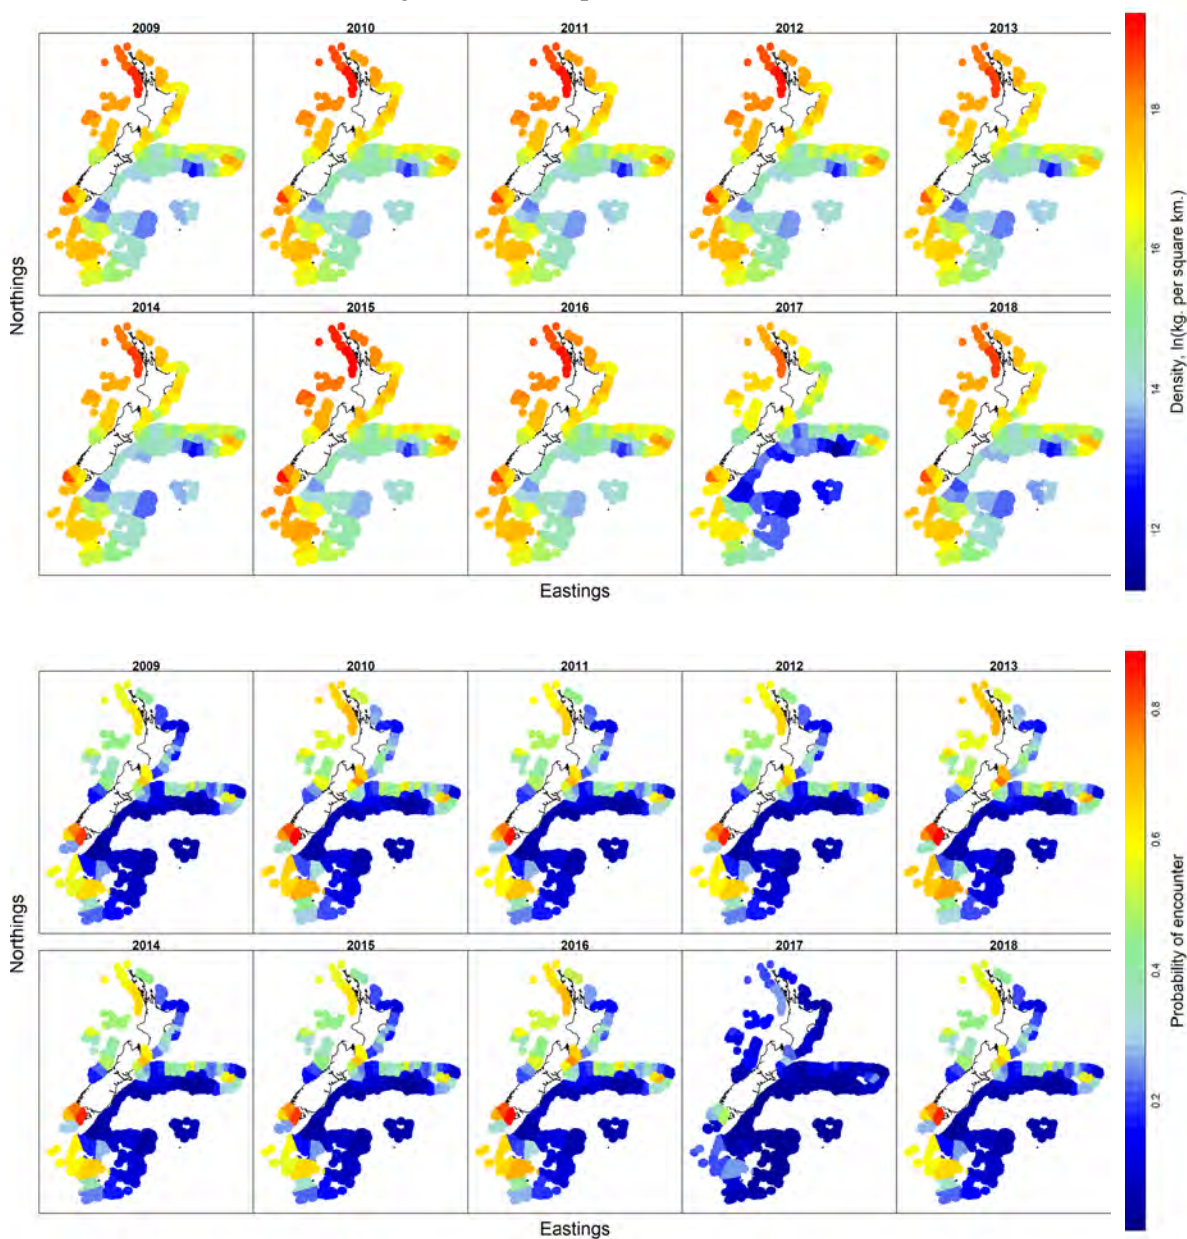 2009 2010 2011 2012 2013
2014 2015 2016 2017 2018
Northings
Eastings
18
16
14
12
Density, ln(kg. per square km.)
2009 2010 2011 2012 2013
2014 2015 2016 2017 2018
Northings
Eastings
0.8
0.6
0.4
0.2
Probability of encounter